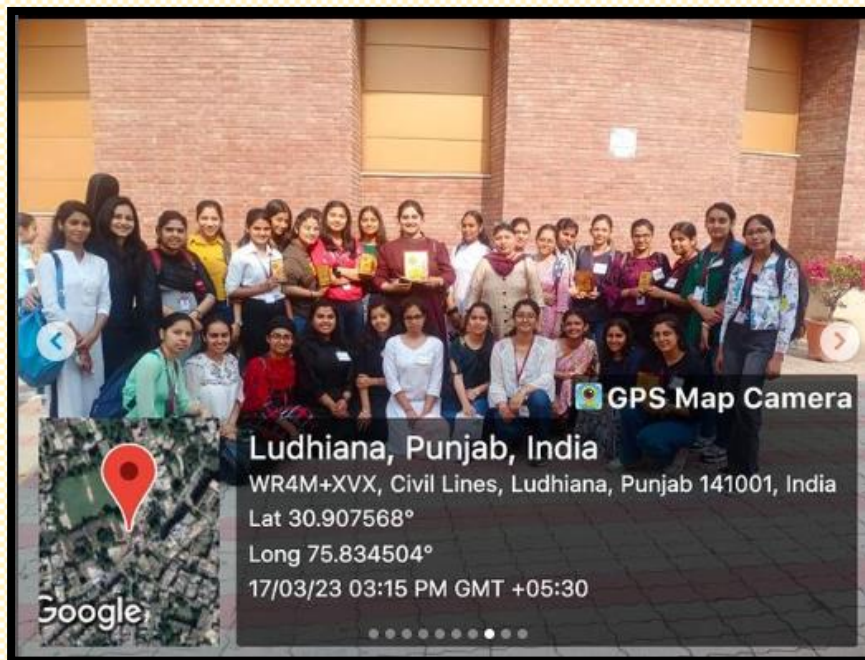 GPS Map Camera
Ludhiana, Punjab, India
WR4M+XVX, Civil Lines, Ludhiana, Punjab 141001, India
Lat 30.907568°
Long 75.834504°
17/03/23 03:15 PM GMT +05:30
Google